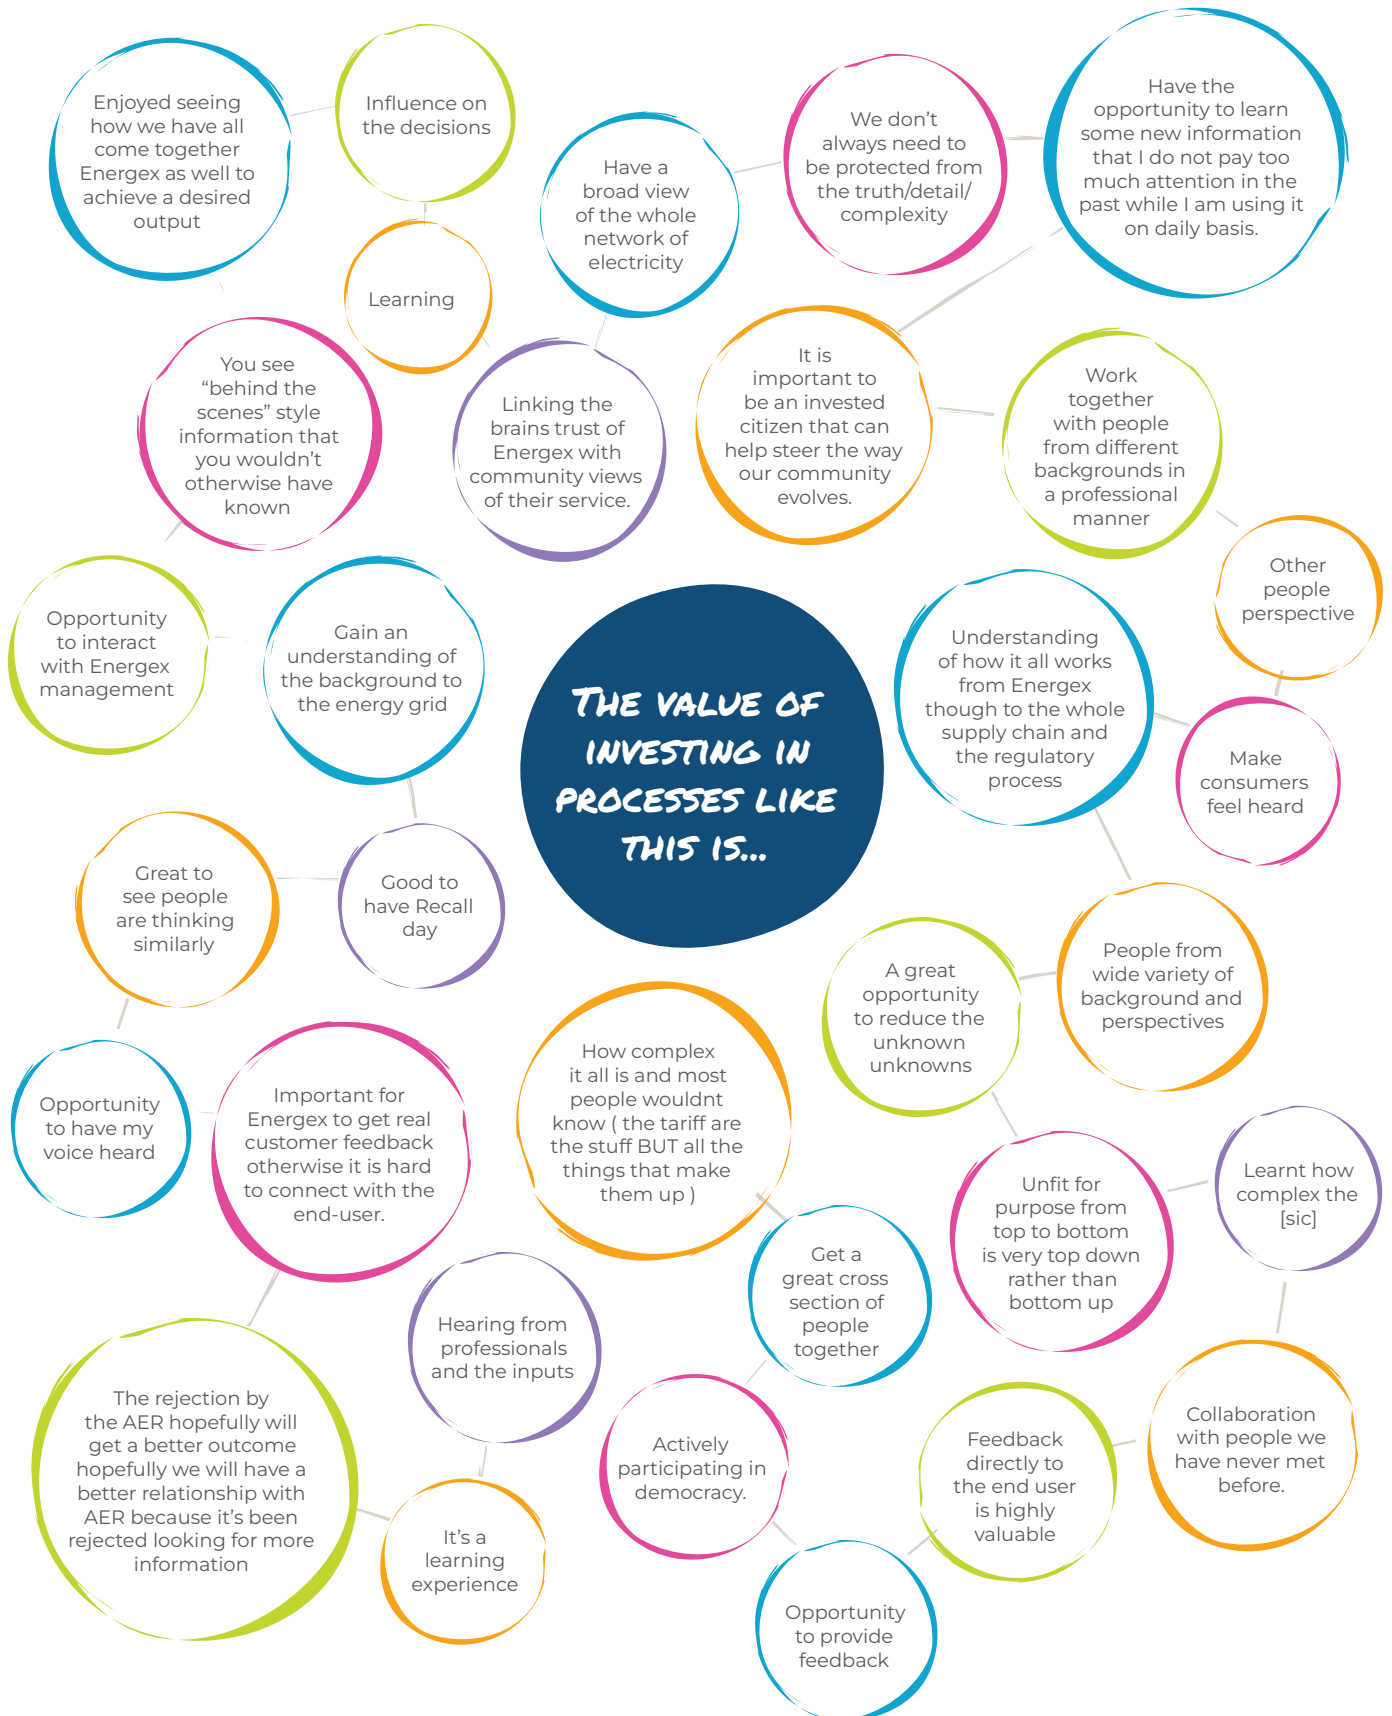 Enjoyed seeing
how we have all
come together
Energex as well to
achieve a desired
output
Influence on
the decisions
Learning
Have a
broad view
of the whole
network of
electricity
We don’t
always need to
be protected from
the truth/detail/
complexity
Have the
opportunity to learn
some new information
that I do not pay too
much attention in the
past while I am using it
on daily basis.
You see
“behind the
scenes” style
information that
you wouldn’t
otherwise have
known
Linking the
brains trust of
Energex with
community views
of their service.
It is
important to
be an invested
citizen that can
help steer the way
our community
evolves.
Work
together
with people
from different
backgrounds in
a professional
manner
Other
people
perspective
Opportunity
to interact
with Energex
management
Gain an
understanding of
the background to
the energy grid
THE VALUE OF
INVESTING IN
PROCESSES LIKE
THIS IS...
Understanding
of how it all works
from Energex
though to the whole
supply chain and
the regulatory
process
Make
consumers
feel heard
Great to
see people
are thinking
similarly
Good to
have Recall
day
A great
opportunity
to reduce the
unknown
unknowns
People from
wide variety of
background and
perspectives
Opportunity
to have my
voice heard
Important for
Energex to get real
customer feedback
otherwise it is hard
to connect with the
end-user.
How complex
it all is and most
people wouldnt
know ( the tariff are
the stuff BUT all the
things that make
them up )
Unfit for
purpose from
top to bottom
is very top down
rather than
bottom up
Learnt how
complex the
[sic]
Get a
great cross
section of
people
together
Hearing from
professionals
and the inputs
The rejection by
the AER hopefully will
get a better outcome
hopefully we will have a
better relationship with
AER because it’s been
rejected looking for more
information
It’s a
learning
experience
Actively
participating in
democracy.
Feedback
directly to
the end user
is highly
valuable
Collaboration
with people we
have never met
before.
Opportunity
to provide
feedback